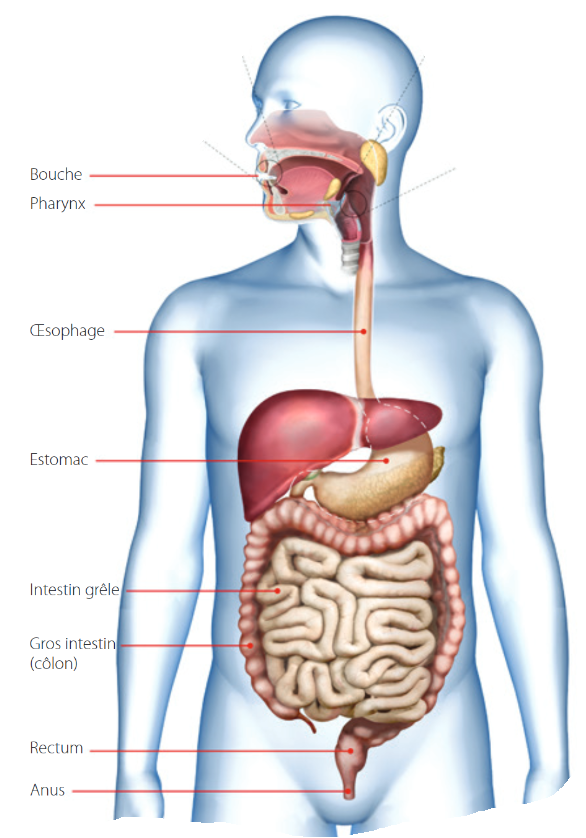 Bouche
Pharynx
Œsophage
Estomac
Intestin grêle
Gros intestin
(côlon)
Rectum
Anus